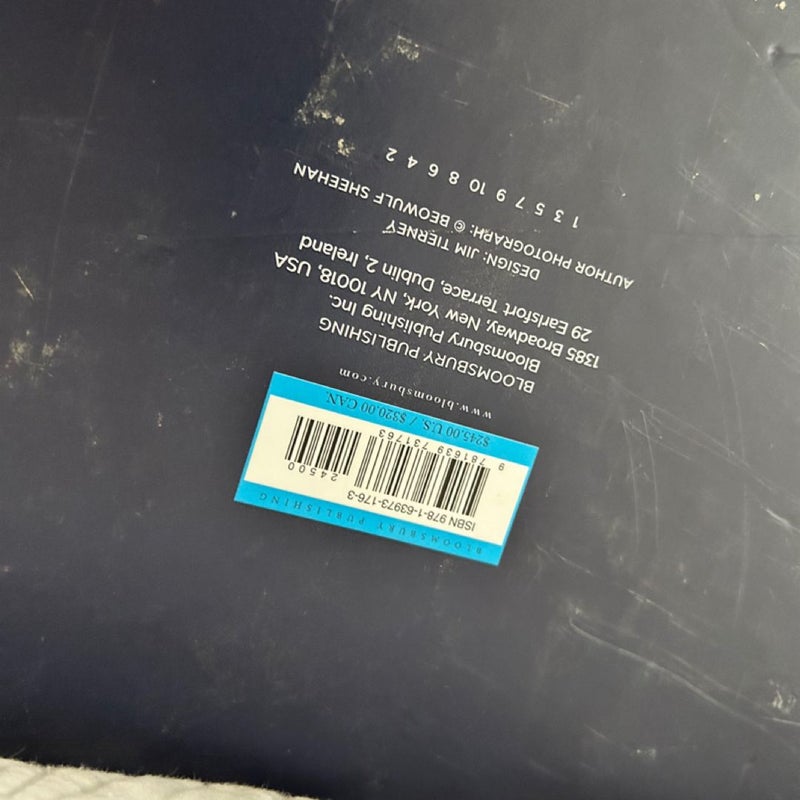 BLOOMSBURY PUBLISHING
ISBN 978-1-63973-176-3
9 781639 731763
24500
$245.00 U.S. / $320.00 CAN.
www.bloomsbury.com
BLOOMSBURY PUBLISHING
Bloomsbury Publishing Inc.
1385 Broadway, New York, NY 10018, USA
29 Earlsfort Terrace, Dublin 2, Ireland
DESIGN: JIM TIERNEY
AUTHOR PHOTOGRAPH: © BEOWULF SHEEHAN
1 3 5 7 9 10 8 6 4 2